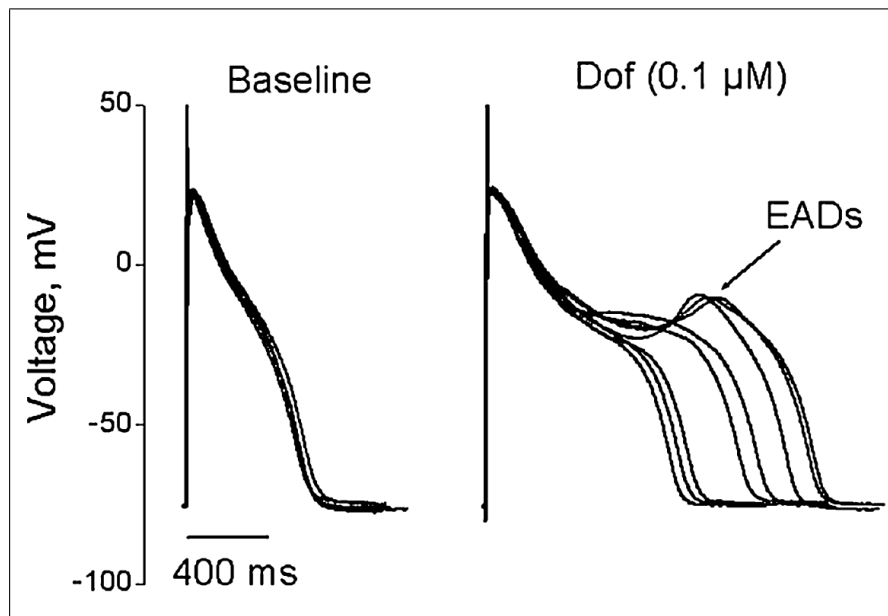 Baseline
Dof (0.1 µM)
50
EADs
0
Voltage, mV
-50
400 ms
-100